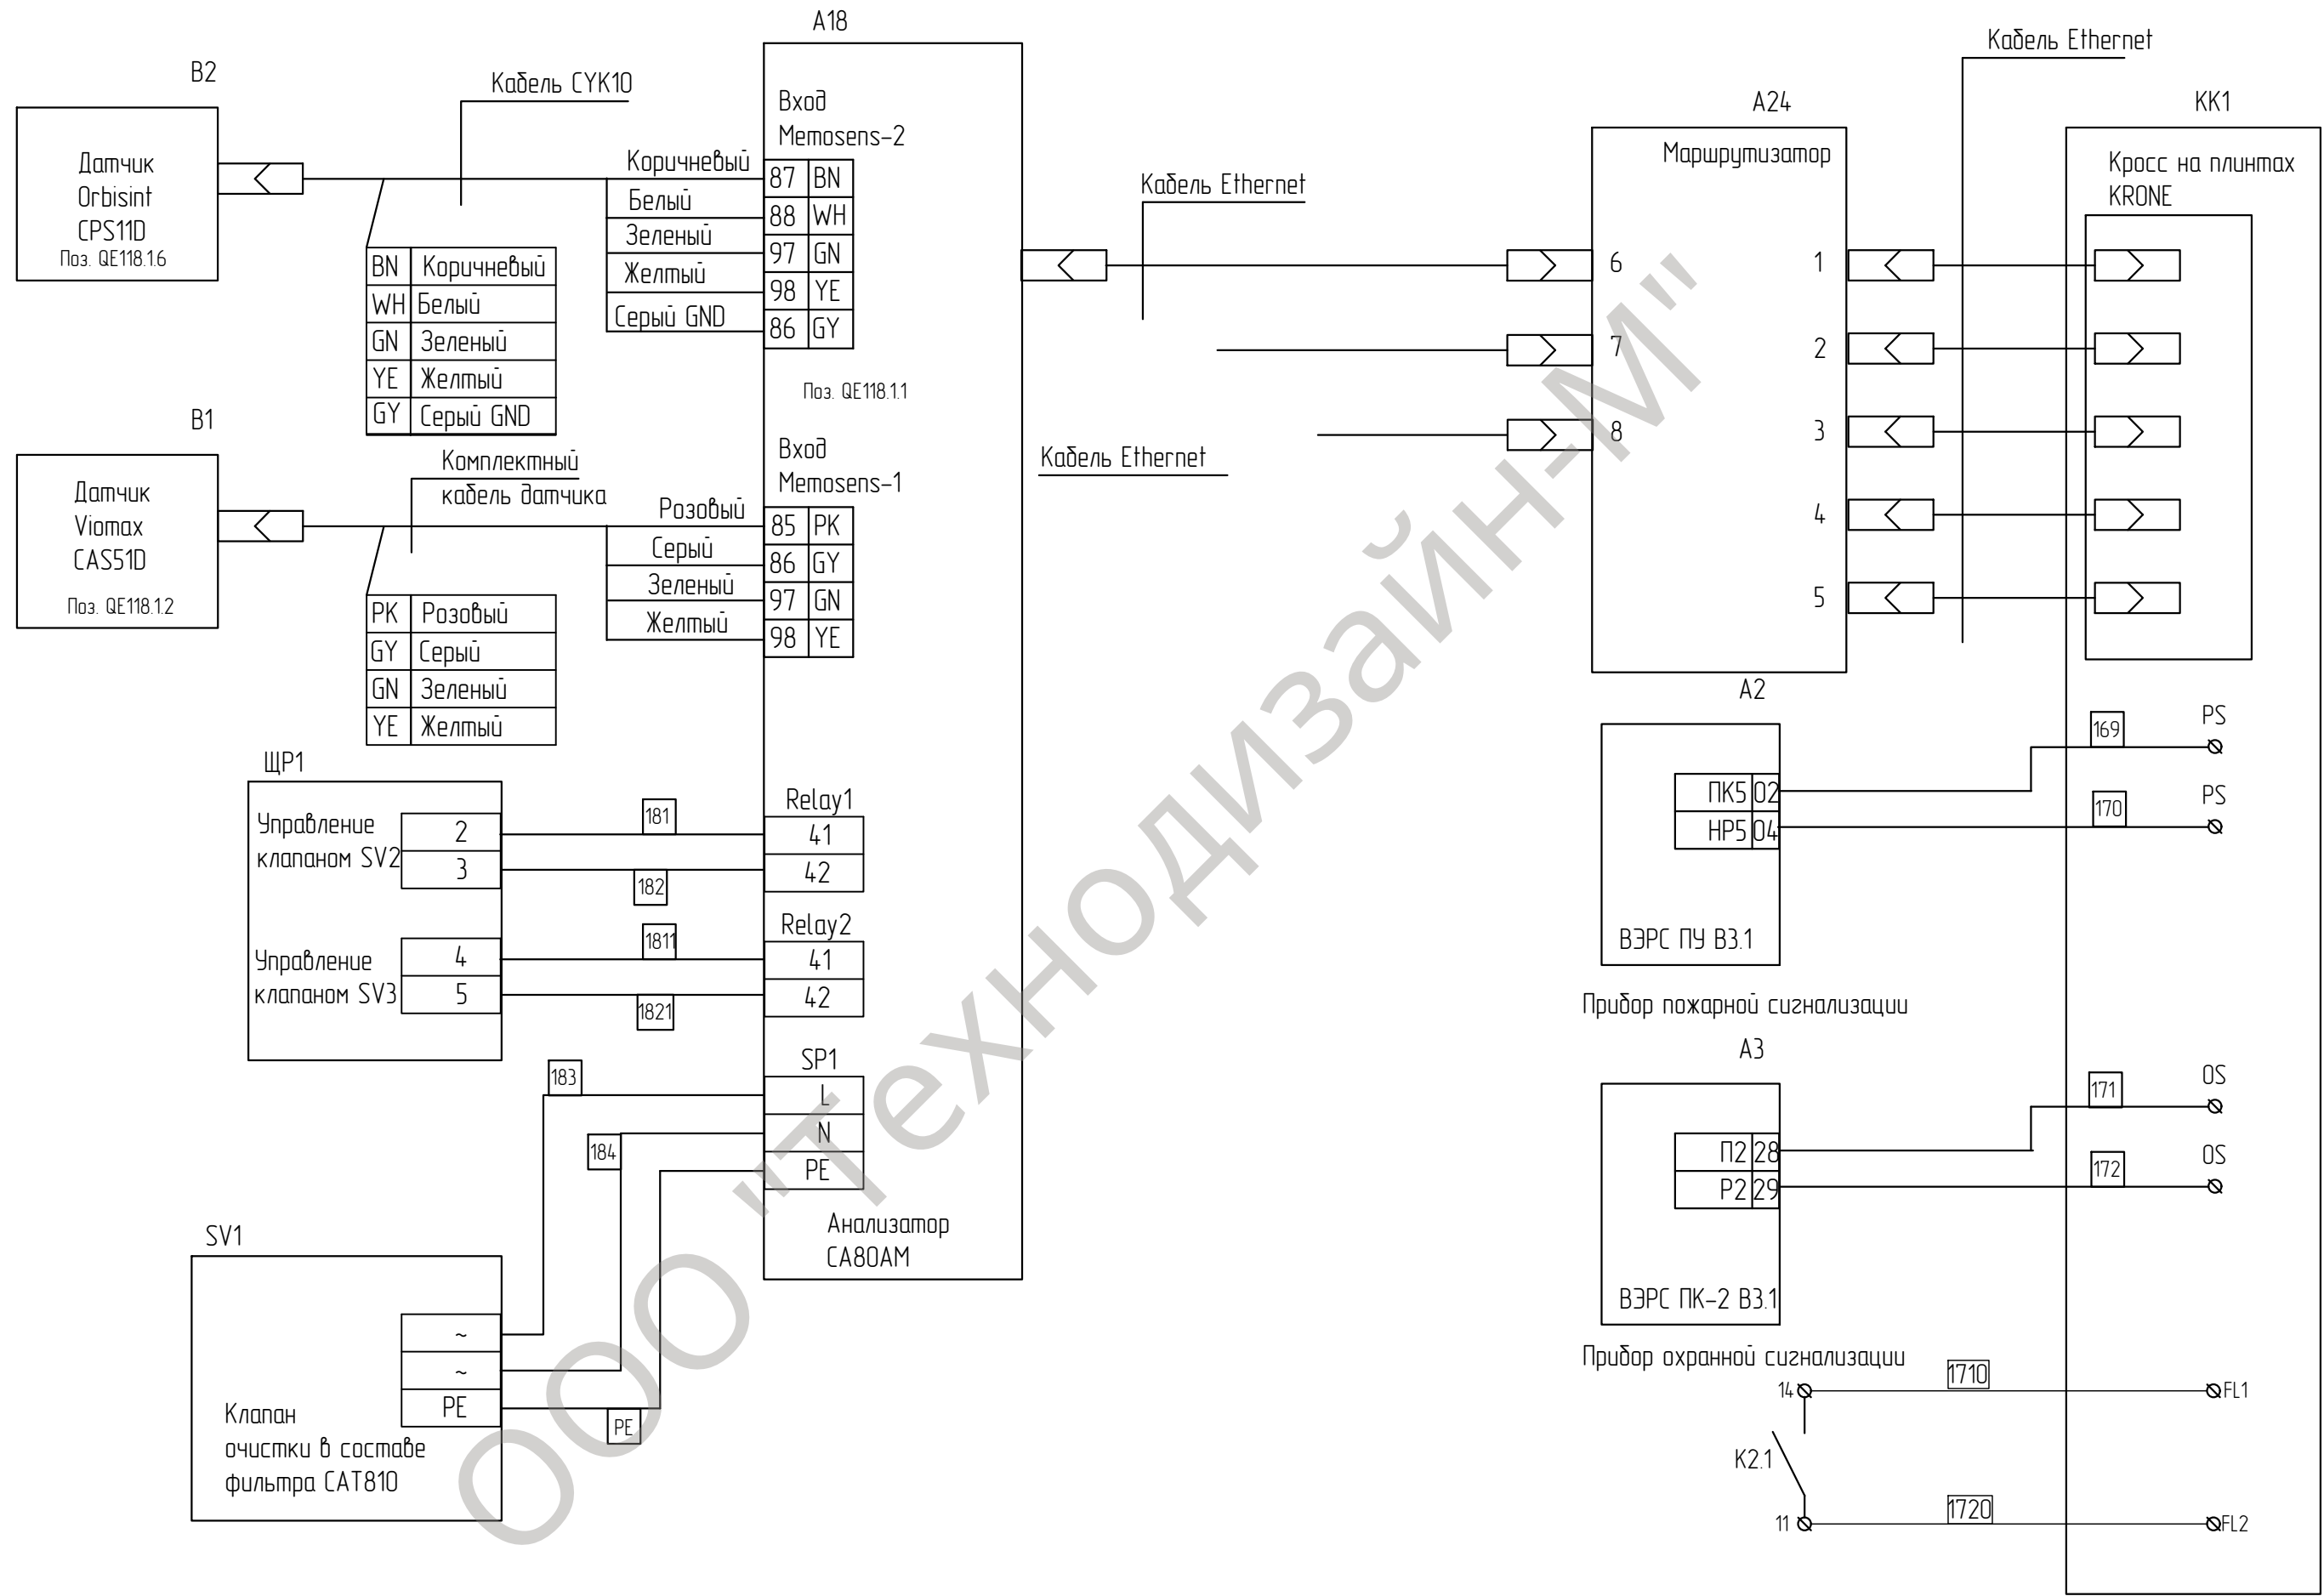 B2
Датчик
Orbisint
CPS11D
Поз. QE118.1.6
Кабель CYK10
BN Коричневый
WH Белый
GN Зеленый
YE Желтый
GY Серый GND
B1
Датчик
Viomax
CAS51D
Поз. QE118.1.2
Комплектный
кабель датчика
PK Розовый
GY Серый
GN Зеленый
YE Желтый
A18
Вход
Memosens-2
Коричневый 87 BN
Белый 88 WH
Зеленый 97 GN
Желтый 98 YE
Серый GND 86 GY
Поз. QE118.1.1
Вход
Memosens-1
Розовый 85 PK
Серый 86 GY
Зеленый 97 GN
Желтый 98 YE
ЩР1
Управление
клапаном SV2
2
3
181
182
Relay1
41
42
Управление
клапаном SV3
4
5
1811
1821
Relay2
41
42
SP1
L
N
PE
183
184
PE
Анализатор
CA80AM
SV1
~
~
PE
Клапан
очистки в составе
фильтра CAT810
Кабель Ethernet
Кабель Ethernet
A24
Маршрутизатор
6 1
7 2
8 3
4
5
Кабель Ethernet
KK1
Кросс на плинтах
KRONE
A2
ПК5 02
НР5 04
ВЭРС ПУ В3.1
Прибор пожарной сигнализации
169 PS
170 PS
A3
П2 28
Р2 29
ВЭРС ПК-2 В3.1
Прибор охранной сигнализации
171 OS
172 OS
14 1710 FL1
K2.1
11 1720 FL2
ООО "Технодизайн-М"